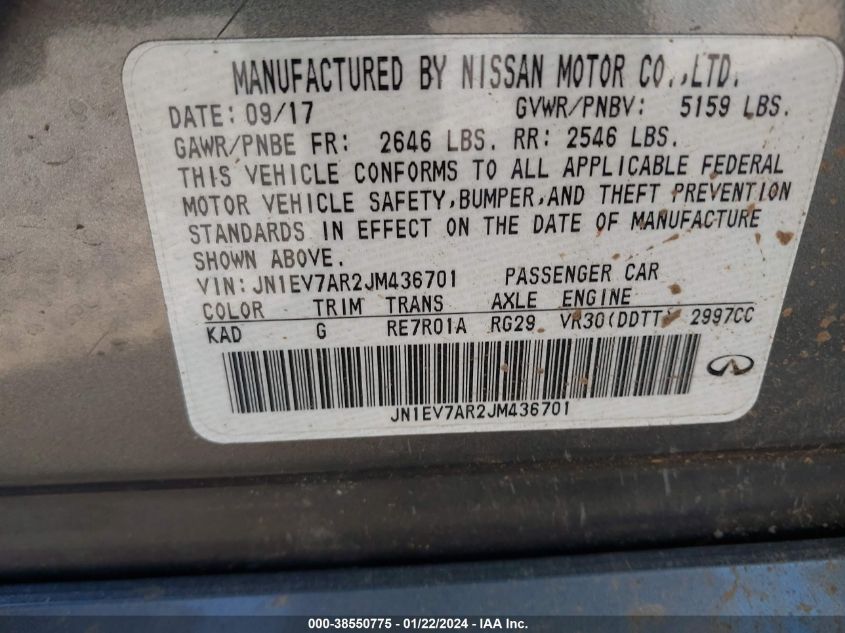 MANUFACTURED BY NISSAN MOTOR CO.,LTD.
DATE: 09/17 GVWR/PNBV: 5159 LBS.
GAWR/PNBE FR: 2646 LBS. RR: 2546 LBS.
THIS VEHICLE CONFORMS TO ALL APPLICABLE FEDERAL
MOTOR VEHICLE SAFETY,BUMPER,AND THEFT PREVENTION
STANDARDS IN EFFECT ON THE DATE OF MANUFACTURE
SHOWN ABOVE.
VIN: JN1EV7AR2JM436701 PASSENGER CAR
COLOR TRIM TRANS AXLE ENGINE
KAD G RE7R01A RG29 VR30(DDTT) 2997CC
JN1EV7AR2JM436701
000-38550775 - 01/22/2024 - IAA Inc.